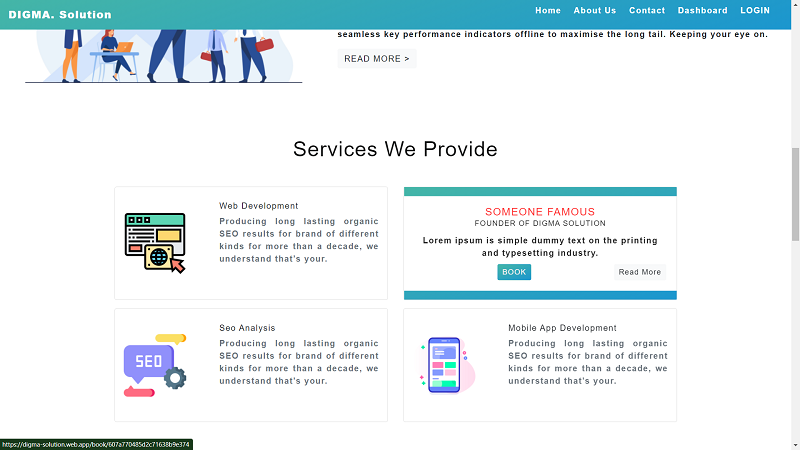 DIGMA. Solution
Home About Us Contact Dashboard LOGIN
seamless key performance indicators offline to maximise the long tail. Keeping your eye on.
READ MORE >
Services We Provide
Web Development
Producing long lasting organic
SEO results for brand of different
kinds for more than a decade, we
understand that's your.
SOMEONE FAMOUS
FOUNDER OF DIGMA SOLUTION
Lorem ipsum is simple dummy text on the printing
and typesetting industry.
BOOK Read More
SEO
Seo Analysis
Producing long lasting organic
SEO results for brand of different
kinds for more than a decade, we
understand that's your.
Mobile App Development
Producing long lasting organic
SEO results for brand of different
kinds for more than a decade, we
understand that's your.
https://digma-solution.web.app/book/607a770485d2c71638b9e374